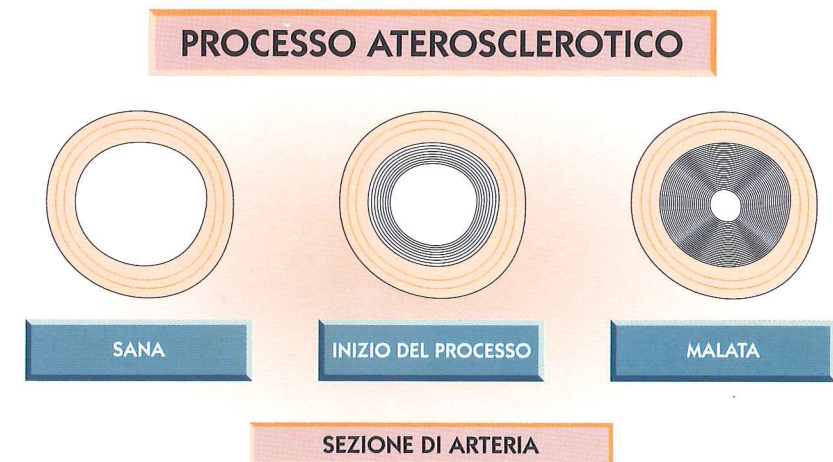 PROCESSO ATEROSCLEROTICO
SANA
INIZIO DEL PROCESSO
MALATA
SEZIONE DI ARTERIA